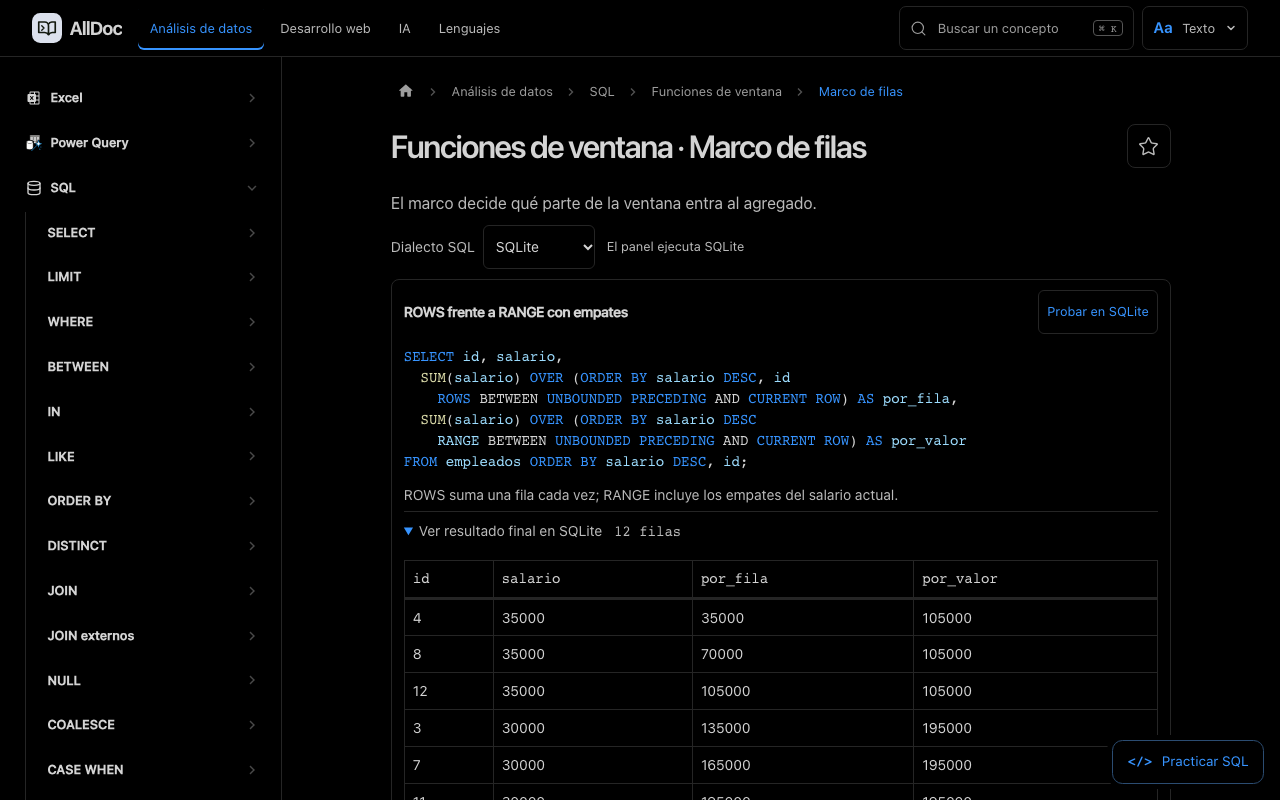 AllDoc
Análisis de datos
Desarrollo web
IA
Lenguajes
Buscar un concepto
⌘ K
Aa Texto
Excel
Power Query
SQL
SELECT
LIMIT
WHERE
BETWEEN
IN
LIKE
ORDER BY
DISTINCT
JOIN
JOIN externos
NULL
COALESCE
CASE WHEN
Análisis de datos > SQL > Funciones de ventana > Marco de filas
Funciones de ventana · Marco de filas
El marco decide qué parte de la ventana entra al agregado.
Dialecto SQL SQLite El panel ejecuta SQLite
ROWS frente a RANGE con empates
Probar en SQLite
SELECT id, salario,
SUM(salario) OVER (ORDER BY salario DESC, id
ROWS BETWEEN UNBOUNDED PRECEDING AND CURRENT ROW) AS por_fila,
SUM(salario) OVER (ORDER BY salario DESC
RANGE BETWEEN UNBOUNDED PRECEDING AND CURRENT ROW) AS por_valor
FROM empleados ORDER BY salario DESC, id;
ROWS suma una fila cada vez; RANGE incluye los empates del salario actual.
Ver resultado final en SQLite 12 filas
id salario por_fila por_valor
4 35000 35000 105000
8 35000 70000 105000
12 35000 105000 105000
3 30000 135000 195000
7 30000 165000 195000
</> Practicar SQL